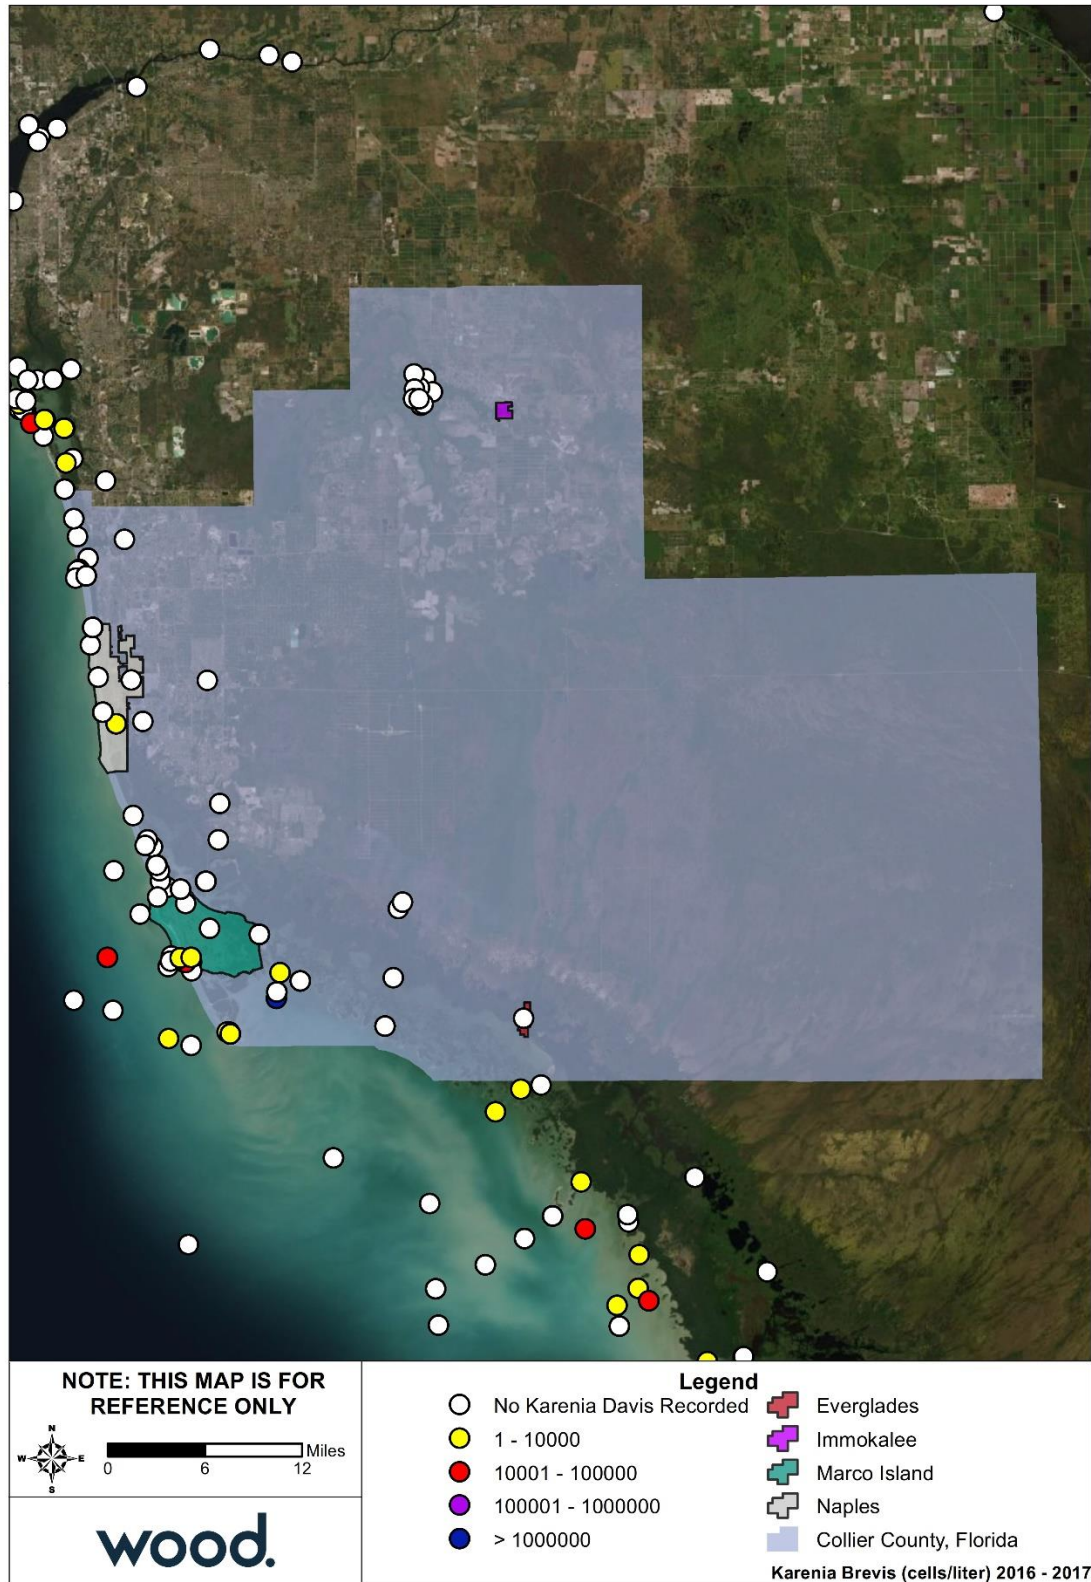 NOTE: THIS MAP IS FOR
REFERENCE ONLY
N
W
E
S
0
6
12
Miles
wood.
Legend
No Karenia Davis Recorded
1 - 10000
10001 - 100000
100001 - 1000000
> 1000000
Everglades
Immokalee
Marco Island
Naples
Collier County, Florida
Karenia Brevis (cells/liter) 2016 - 2017